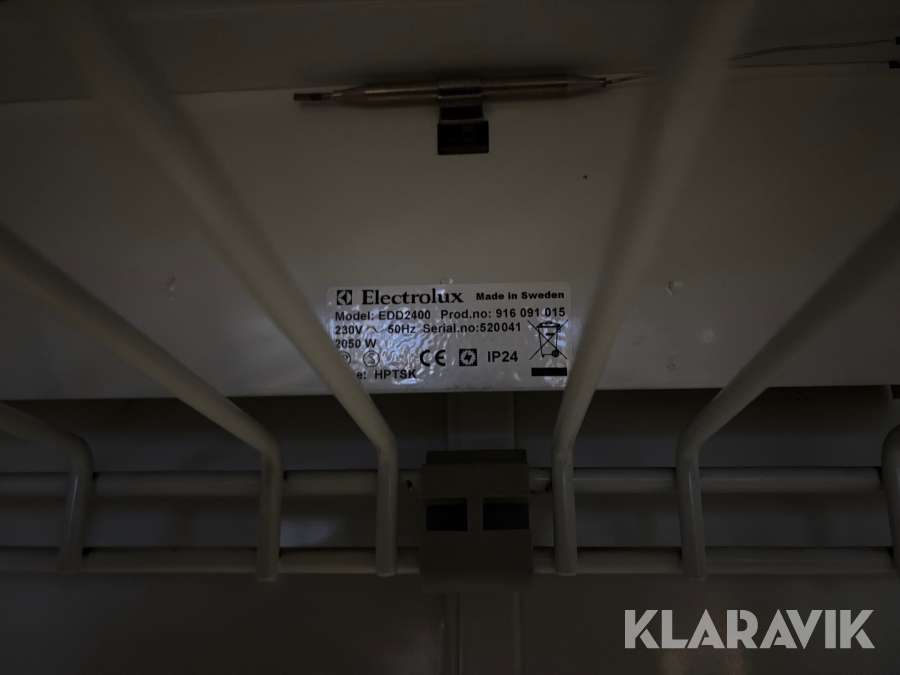 Electrolux Made in Sweden
Model: EDD2400 Prod.no: 916 091 015
230V ~ 50Hz Serial.no:520041
2050 W
CE IP24
HPTSK
KLARAVIK